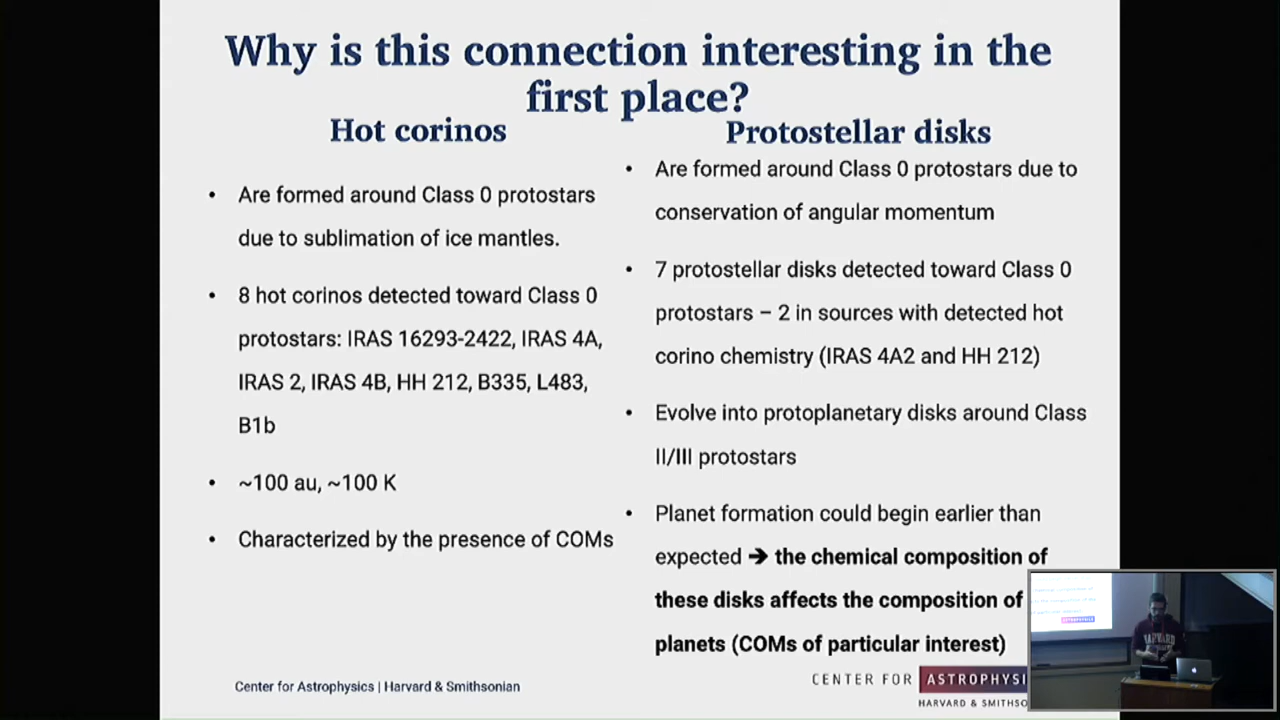 Why is this connection interesting in the
first place?
Hot corinos
• Are formed around Class 0 protostars
due to sublimation of ice mantles.
• 8 hot corinos detected toward Class 0
protostars: IRAS 16293-2422, IRAS 4A,
IRAS 2, IRAS 4B, HH 212, B335, L483,
B1b
• ~100 au, ~100 K
• Characterized by the presence of COMs
Protostellar disks
• Are formed around Class 0 protostars due to
conservation of angular momentum
• 7 protostellar disks detected toward Class 0
protostars – 2 in sources with detected hot
corino chemistry (IRAS 4A2 and HH 212)
• Evolve into protoplanetary disks around Class
II/III protostars
• Planet formation could begin earlier than
expected ➔ the chemical composition of
these disks affects the composition of
planets (COMs of particular interest)
Center for Astrophysics | Harvard & Smithsonian
CENTER FOR ASTROPHYSI
HARVARD & SMITHSO
HARVARD